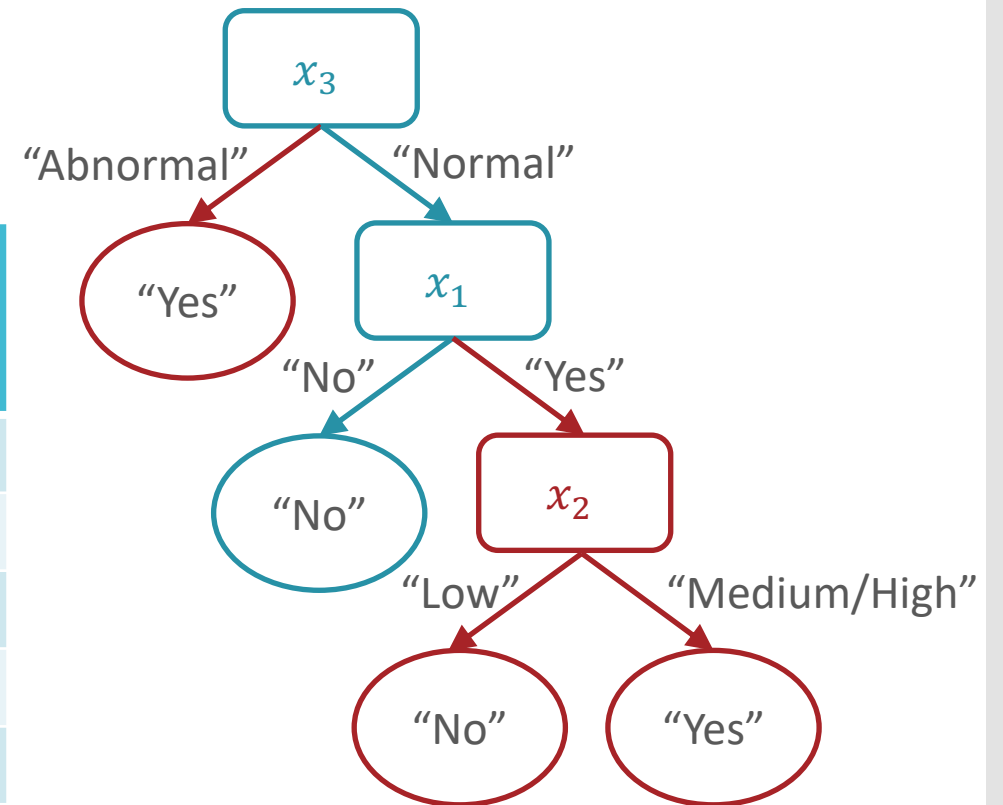 x₃
“Abnormal” “Normal”
“Yes” x₁
“No” “Yes”
“No” x₂
“Low” “Medium/High”
“No” “Yes”